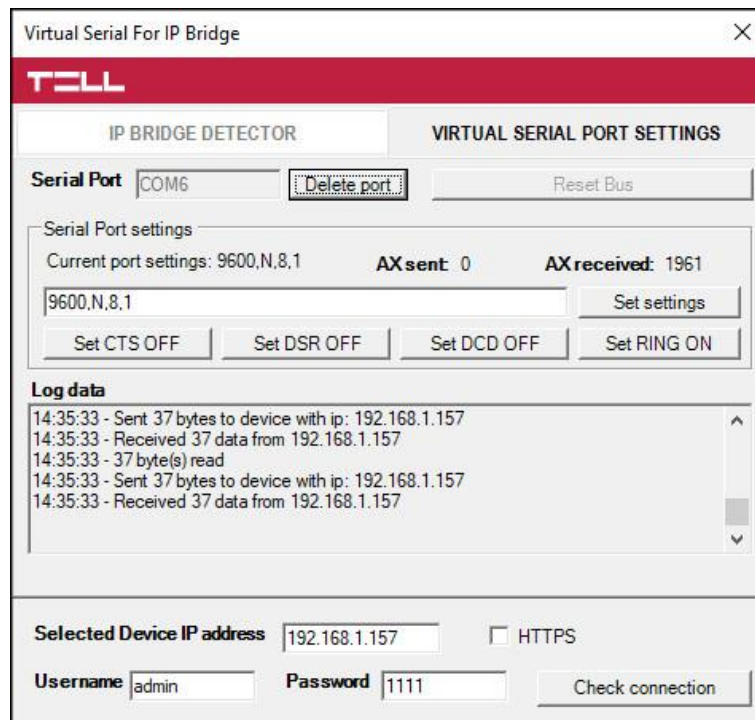 Virtual Serial For IP Bridge
TELL
IP BRIDGE DETECTOR VIRTUAL SERIAL PORT SETTINGS
Serial Port COM6 Delete port Reset Bus
Serial Port settings
Current port settings: 9600,N,8,1 AX sent: 0 AX received: 1961
9600,N,8,1 Set settings
Set CTS OFF Set DSR OFF Set DCD OFF Set RING ON
Log data
14:35:33 - Sent 37 bytes to device with ip: 192.168.1.157
14:35:33 - Received 37 data from 192.168.1.157
14:35:33 - 37 byte(s) read
14:35:33 - Sent 37 bytes to device with ip: 192.168.1.157
14:35:33 - Received 37 data from 192.168.1.157
Selected Device IP address 192.168.1.157 HTTPS
Username admin Password 1111 Check connection